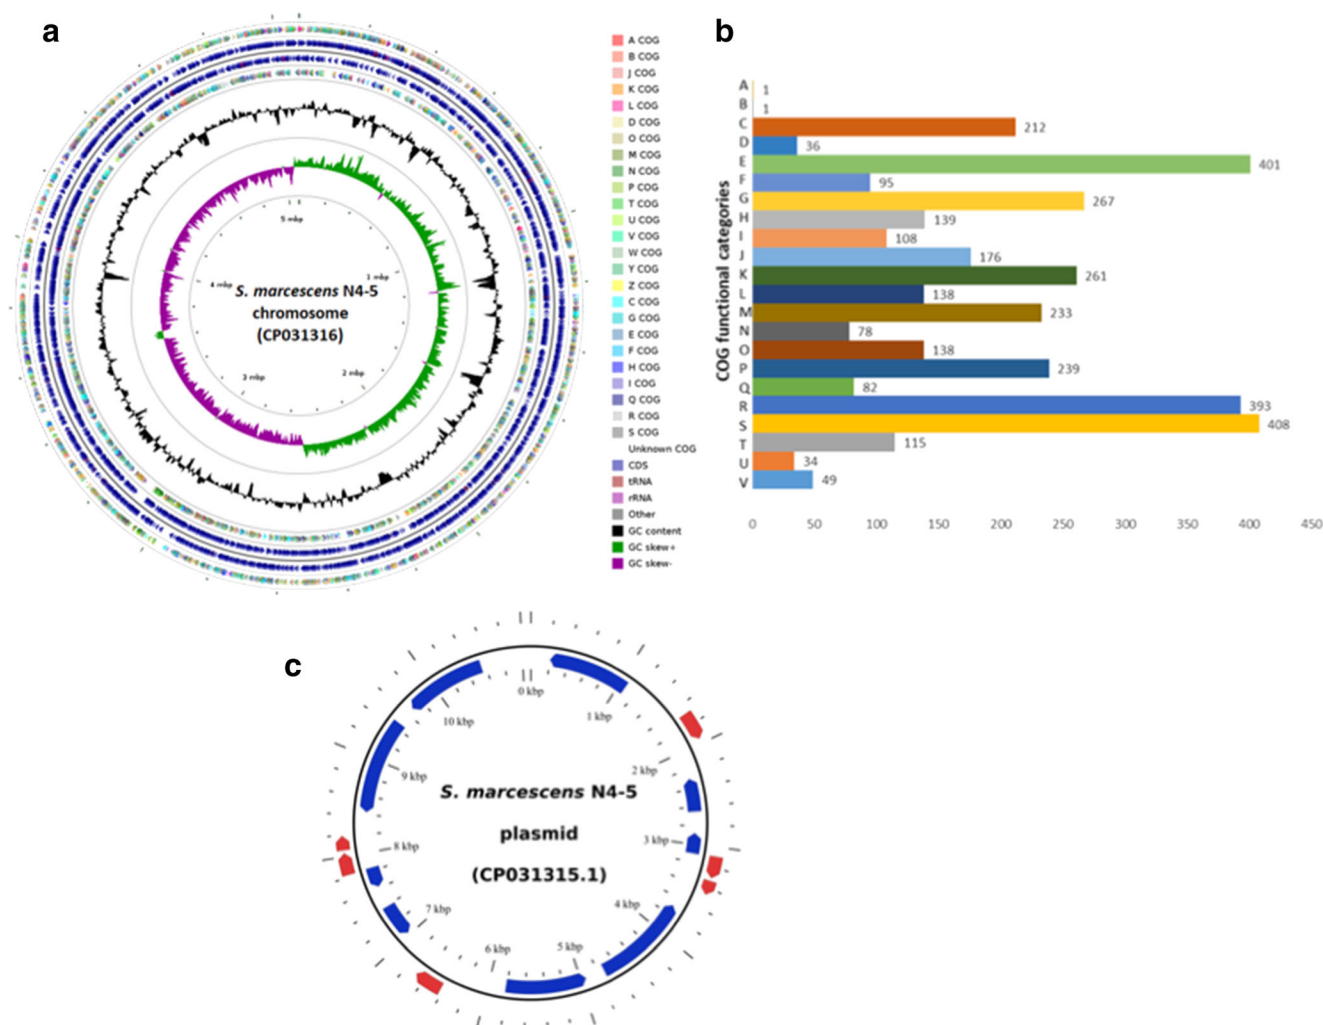 a
5 mbp
1 mbp
4 mbp
S. marcescens N4-5
chromosome
(CP031316)
3 mbp
2 mbp
A COG
B COG
J COG
K COG
L COG
D COG
O COG
M COG
N COG
P COG
T COG
U COG
V COG
W COG
Y COG
Z COG
C COG
G COG
E COG
F COG
H COG
I COG
Q COG
R COG
S COG
Unknown COG
CDS
tRNA
rRNA
Other
GC content
GC skew+
GC skew-
b
COG functional categories
A 1
B 1
C 212
D 36
E 401
F 95
G 267
H 139
I 108
J 176
K 261
L 138
M 233
N 78
O 138
P 239
Q 82
R 393
S 408
T 115
U 34
V 49
0 50 100 150 200 250 300 350 400 450
c
0 kbp
1 kbp
10 kbp
2 kbp
9 kbp
S. marcescens N4-5
plasmid
(CP031315.1)
3 kbp
8 kbp
4 kbp
7 kbp
5 kbp
6 kbp